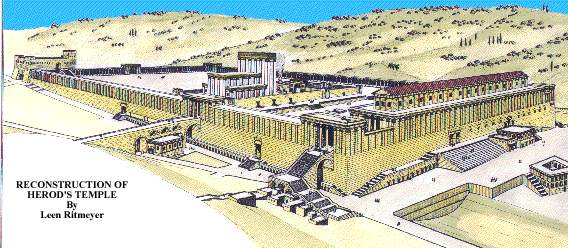 RECONSTRUCTION OF
HEROD'S TEMPLE
By
Leen Ritmeyer